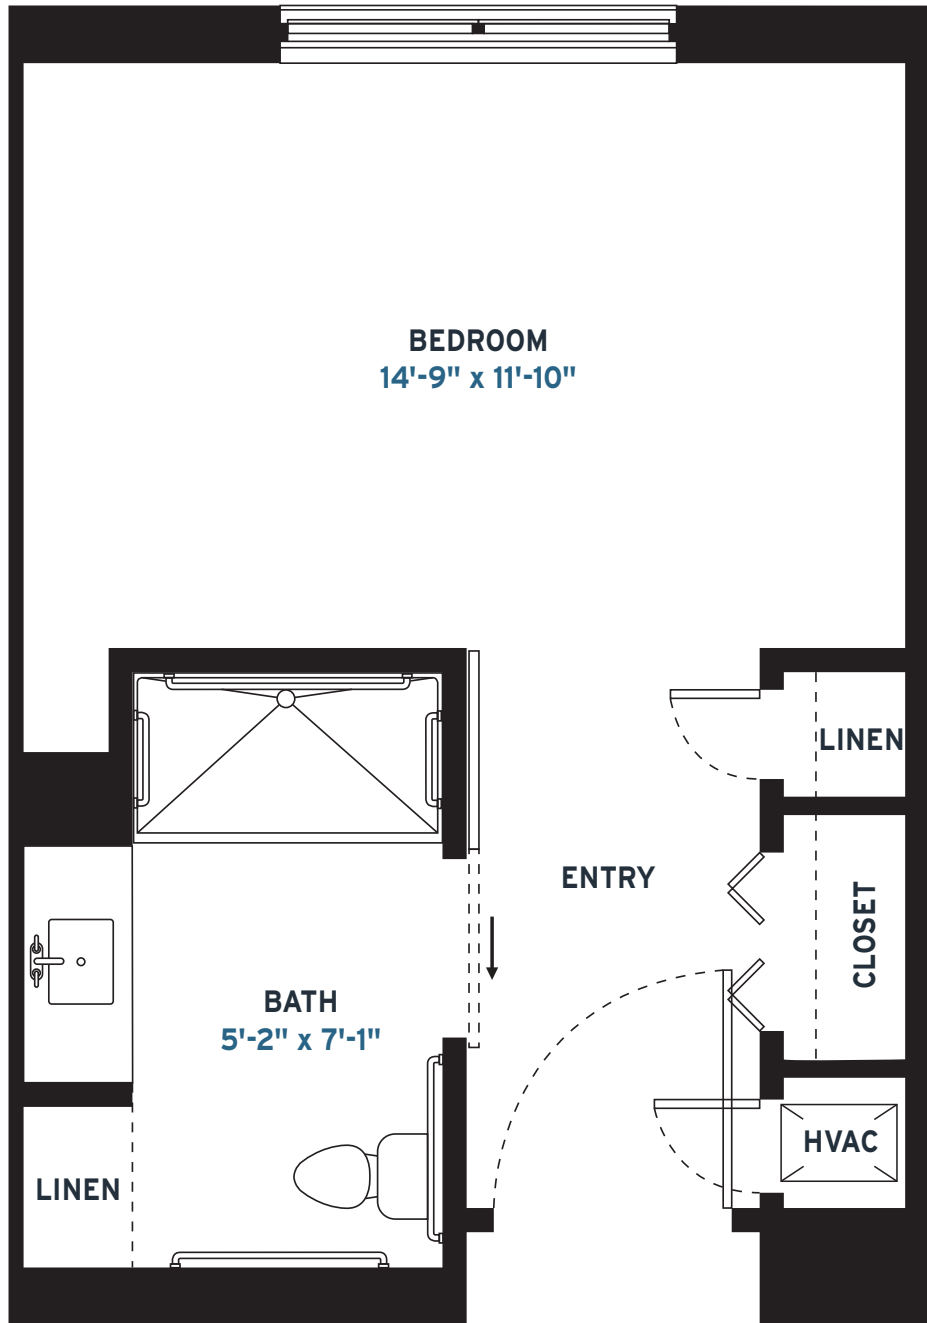 BEDROOM
14'-9" x 11'-10"
LINEN
ENTRY
CLOSET
BATH
5'-2" x 7'-1"
HVAC
LINEN